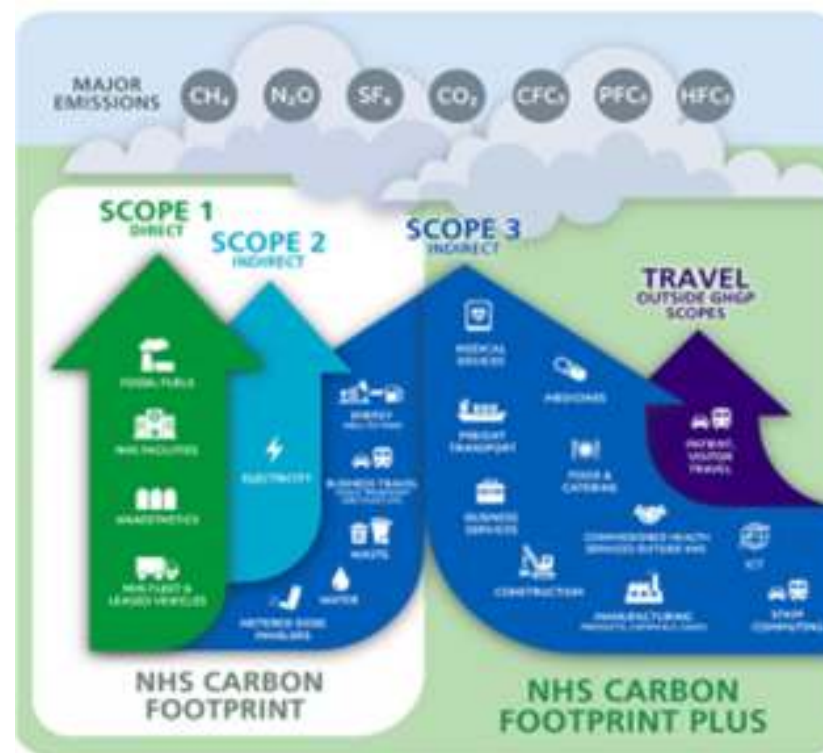 MAJOR
EMISSIONS
CH₄
N₂O
SF₆
CO₂
PFC₅
SCOPE 1
DIRECT
SCOPE 2
INDIRECT
SCOPE 3
INDIRECT
TRAVEL
OUTSIDE GHGP
SCOPES
FOSSIL FUELS
NHS FACILITIES
ANAESTHETICS
NHS FLEET &
LEASED VEHICLES
ELECTRICITY
ENERGY
BUSINESS TRAVEL
WASTE
WATER
METERED DOSE
INHALERS
MEDICAL
DEVICES
FREIGHT
TRANSPORT
BUSINESS
SERVICES
CONSTRUCTION
MEDICINES
FOOD &
CATERING
COMMISSIONED HEALTH
SERVICES OUTSIDE NHS
MANUFACTURING
ICT
STAFF
COMMUTING
PATIENT,
VISITOR
TRAVEL
NHS CARBON
FOOTPRINT
NHS CARBON
FOOTPRINT PLUS